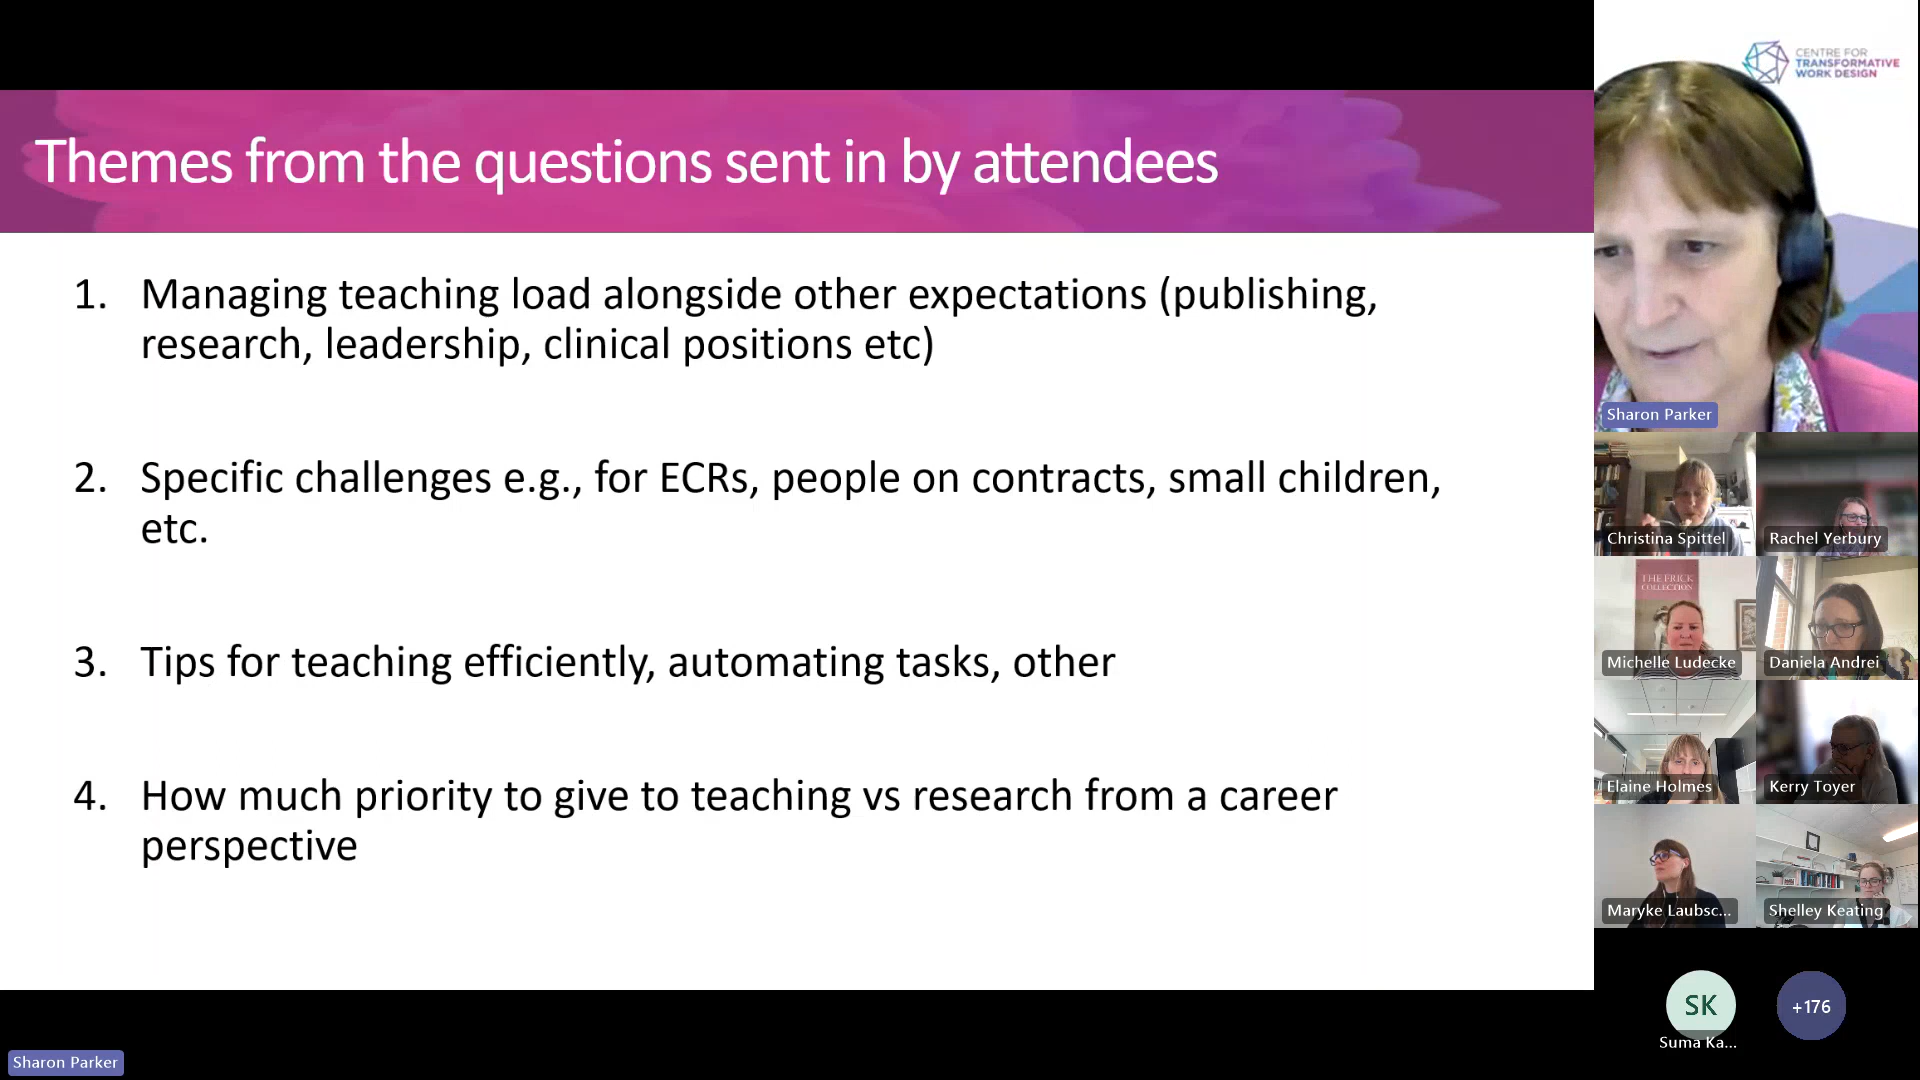 Themes from the questions sent in by attendees
1. Managing teaching load alongside other expectations (publishing,
research, leadership, clinical positions etc)
2. Specific challenges e.g., for ECRs, people on contracts, small children,
etc.
3. Tips for teaching efficiently, automating tasks, other
4. How much priority to give to teaching vs research from a career
perspective
CENTRE FOR
TRANSFORMATIVE
WORK DESIGN
Sharon Parker
Christina Spittel
Rachel Yerbury
THE FRICK
COLLECTION
Michelle Ludecke
Daniela Andrei
Elaine Holmes
Kerry Toyer
Maryke Laubsc...
Shelley Keating
SK
Suma Ka...
+176
Sharon Parker